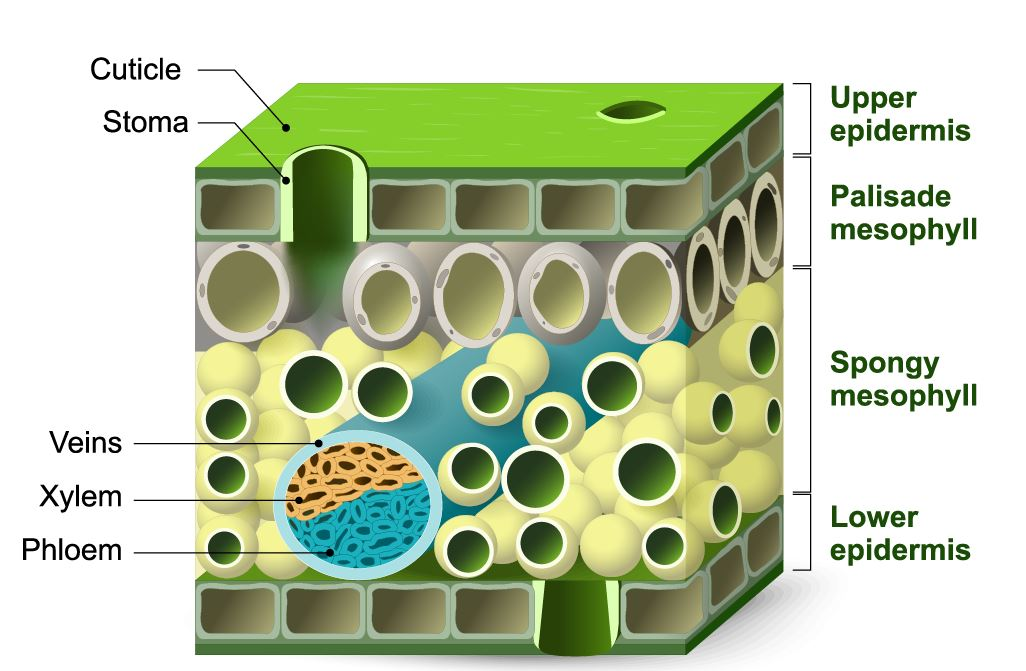 Cuticle
Stoma
Upper
epidermis
Palisade
mesophyll
Spongy
mesophyll
Veins
Xylem
Phloem
Lower
epidermis